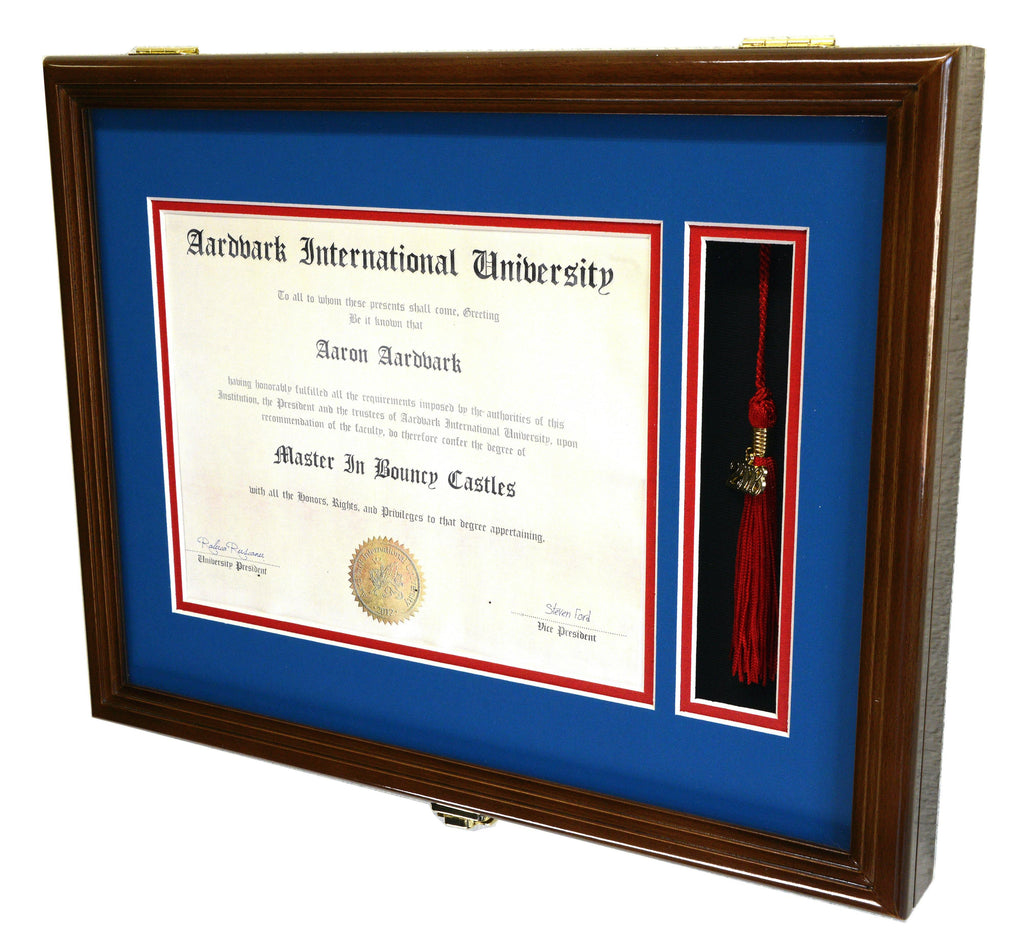 Aardvark International University
To all to whom these presents shall come, Greeting
Be it known that
Aaron Aardvark
having honorably fulfilled all the requirements imposed by the authorities of this
Institution, the President and the trustees of Aardvark International University, upon
recommendation of the faculty, do therefore confer the degree of
Master In Bouncy Castles
with all the Honors, Rights, and Privileges to that degree appertaining.
University President
International
2012
Steven Ford
Vice President